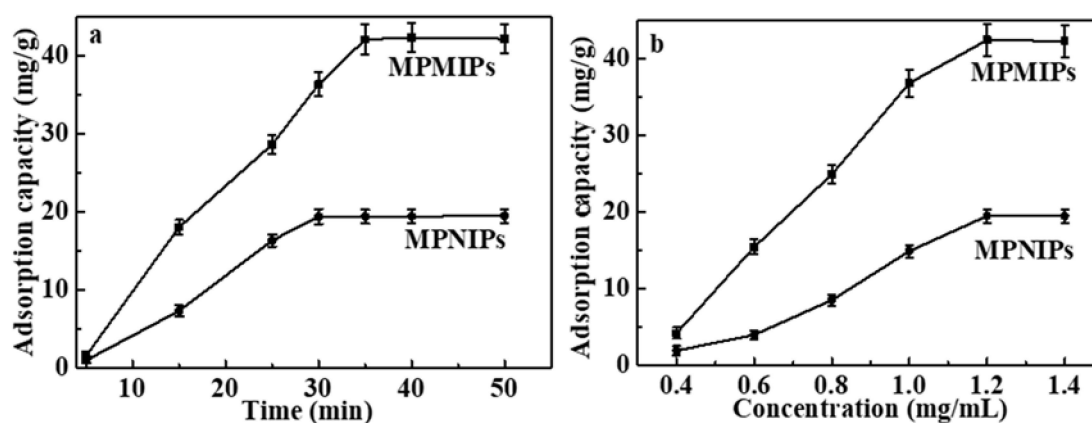 a
Adsorption capacity (mg/g)
40
30
20
10
0
MPMIPs
MPNIPs
10 20 30 40 50
Time (min)
b
Adsorption capacity (mg/g)
40
30
20
10
0
MPMIPs
MPNIPs
0.4 0.6 0.8 1.0 1.2 1.4
Concentration (mg/mL)